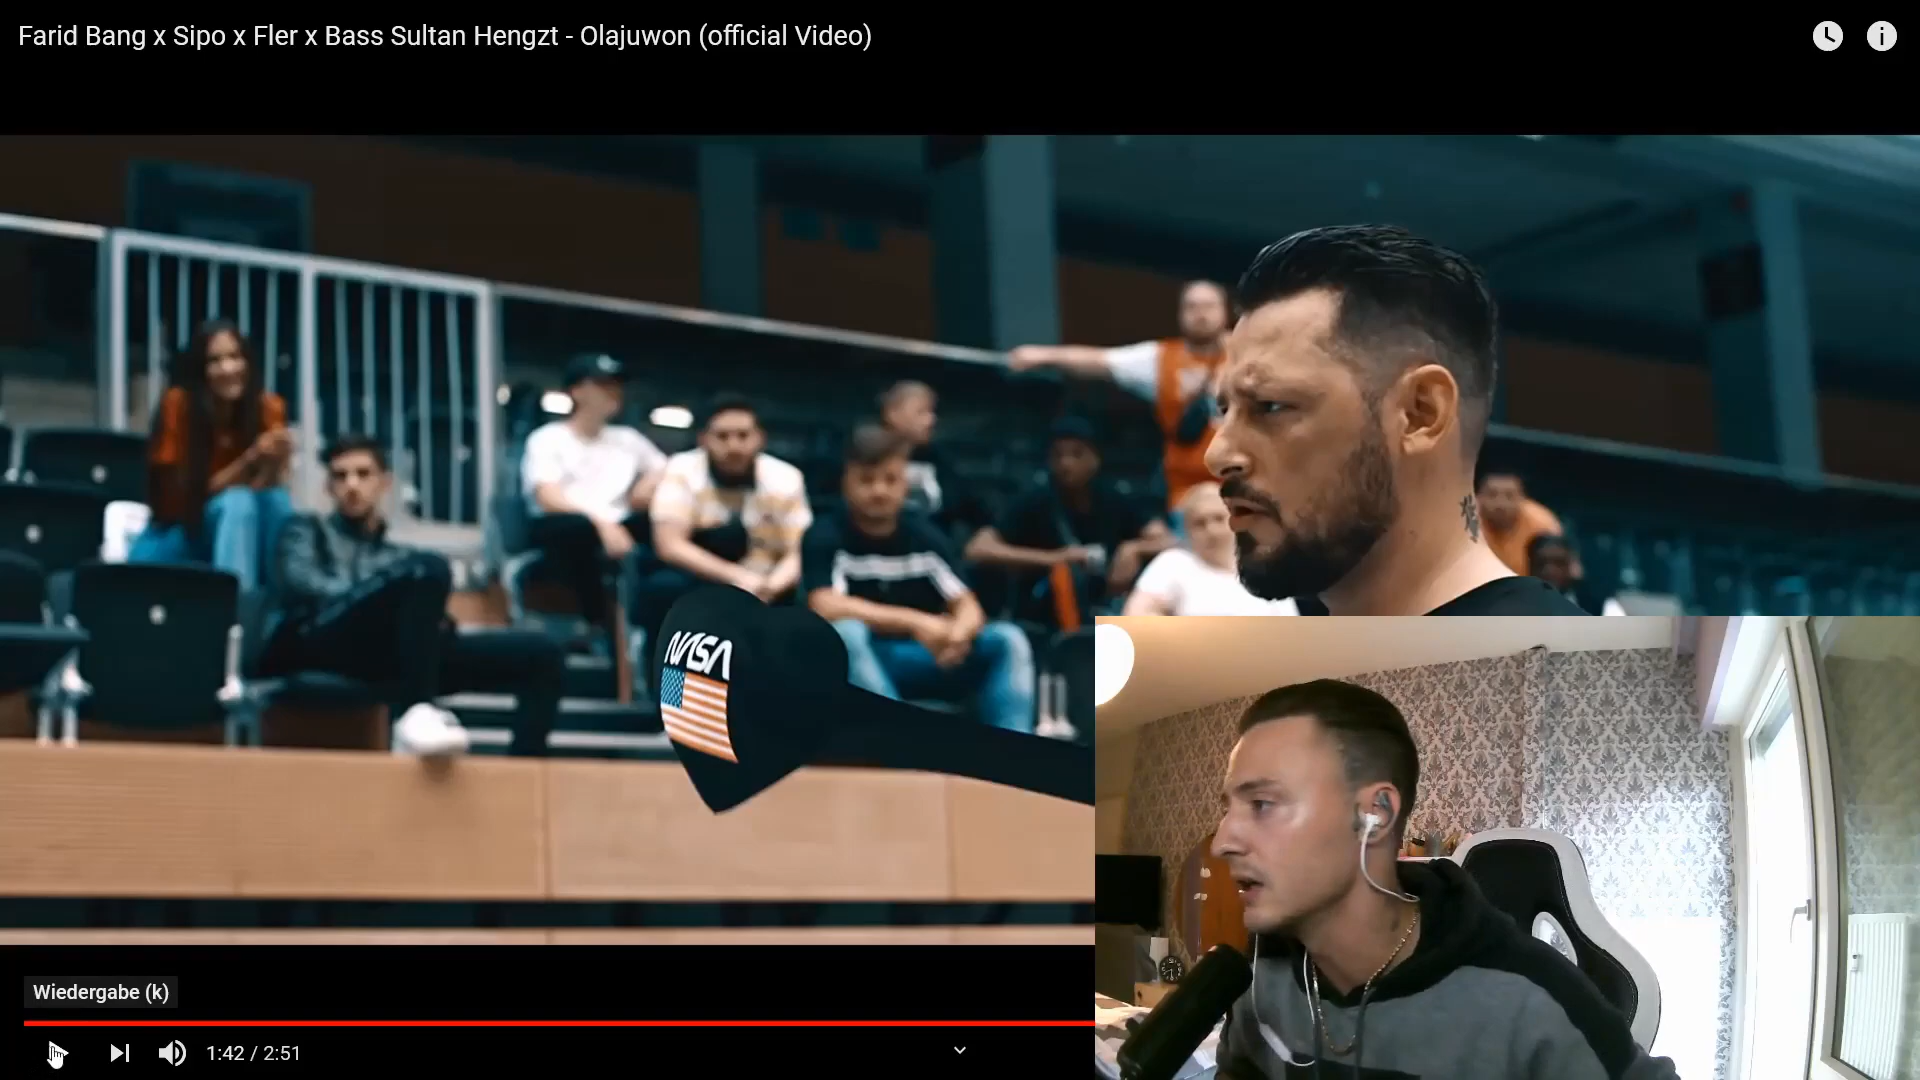 Farid Bang x Sipo x Fler x Bass Sultan Hengzt - Olajuwon (official Video)
NASA
Wiedergabe (k)
1:42 / 2:51